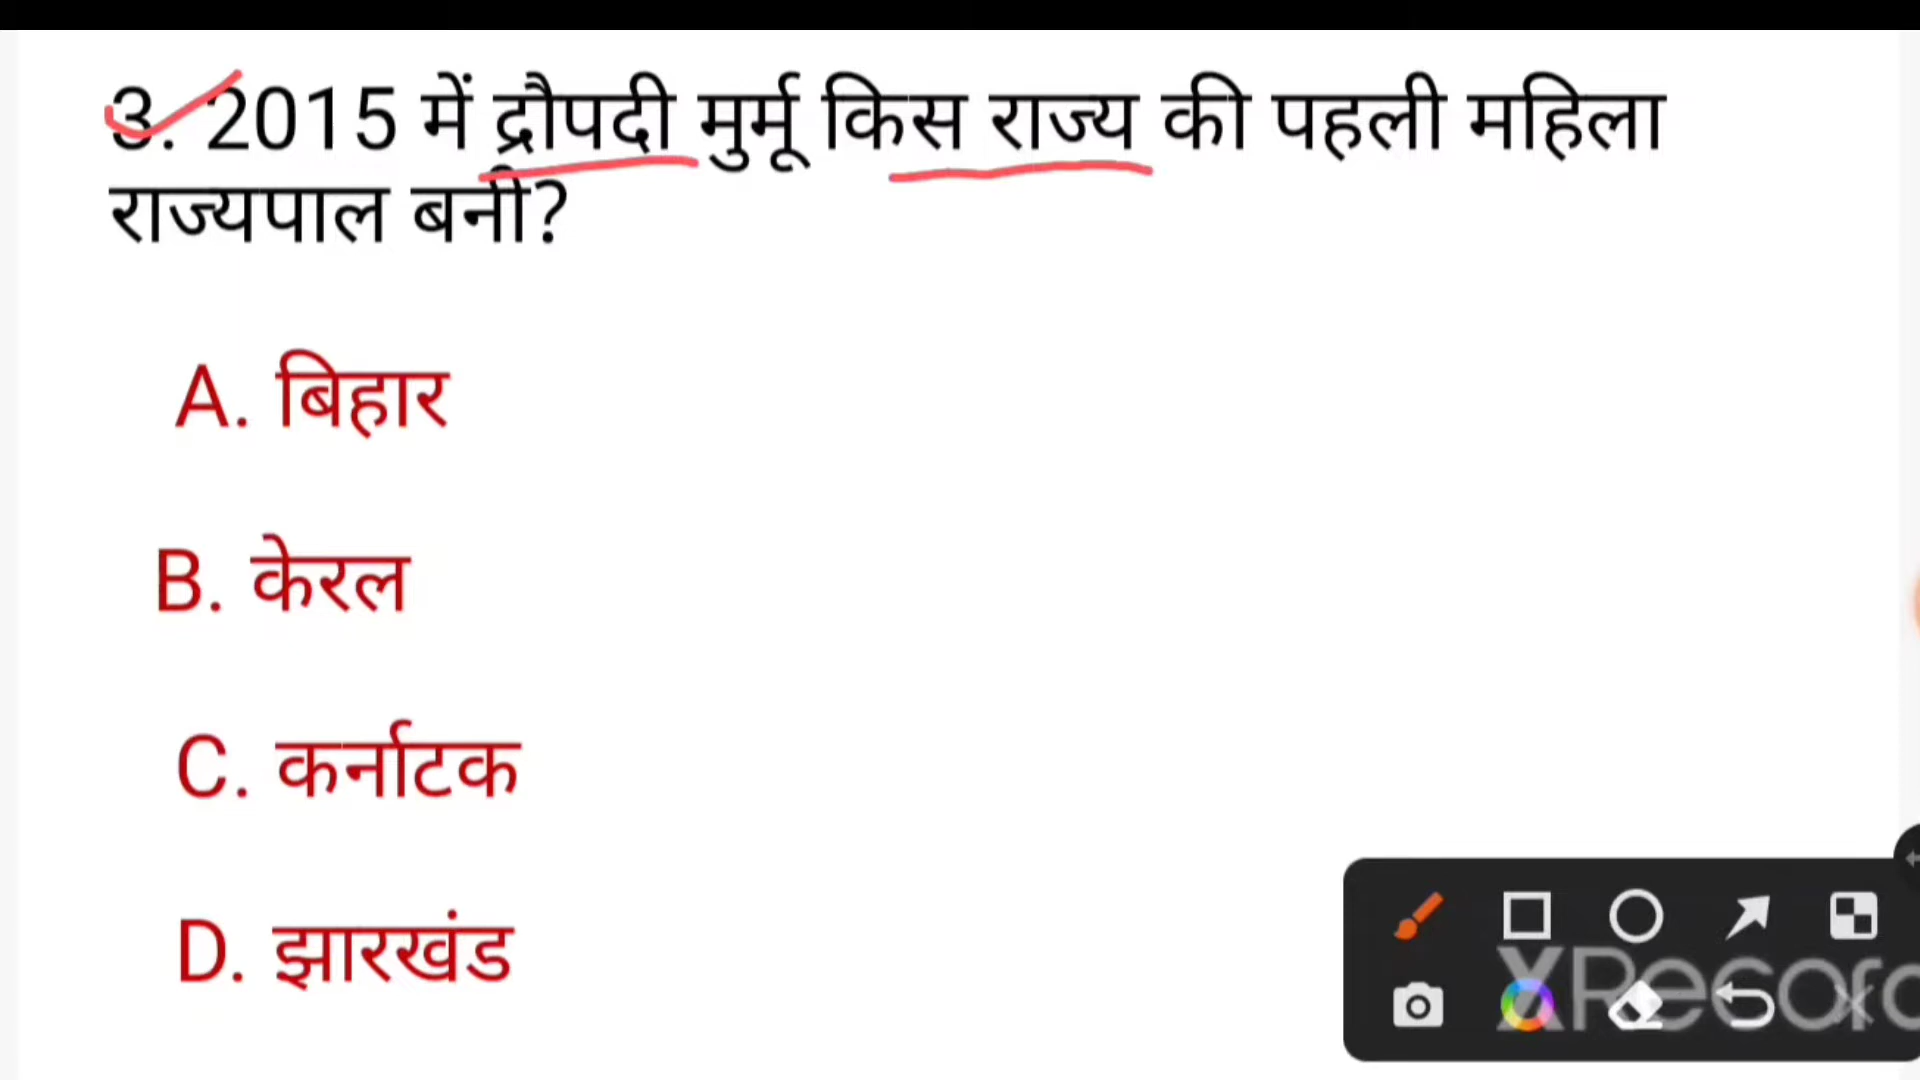 3. 2015 में द्रौपदी मुर्मू किस राज्य की पहली महिला
राज्यपाल बनी?
A. बिहार
B. केरल
C. कर्नाटक
D. झारखंड